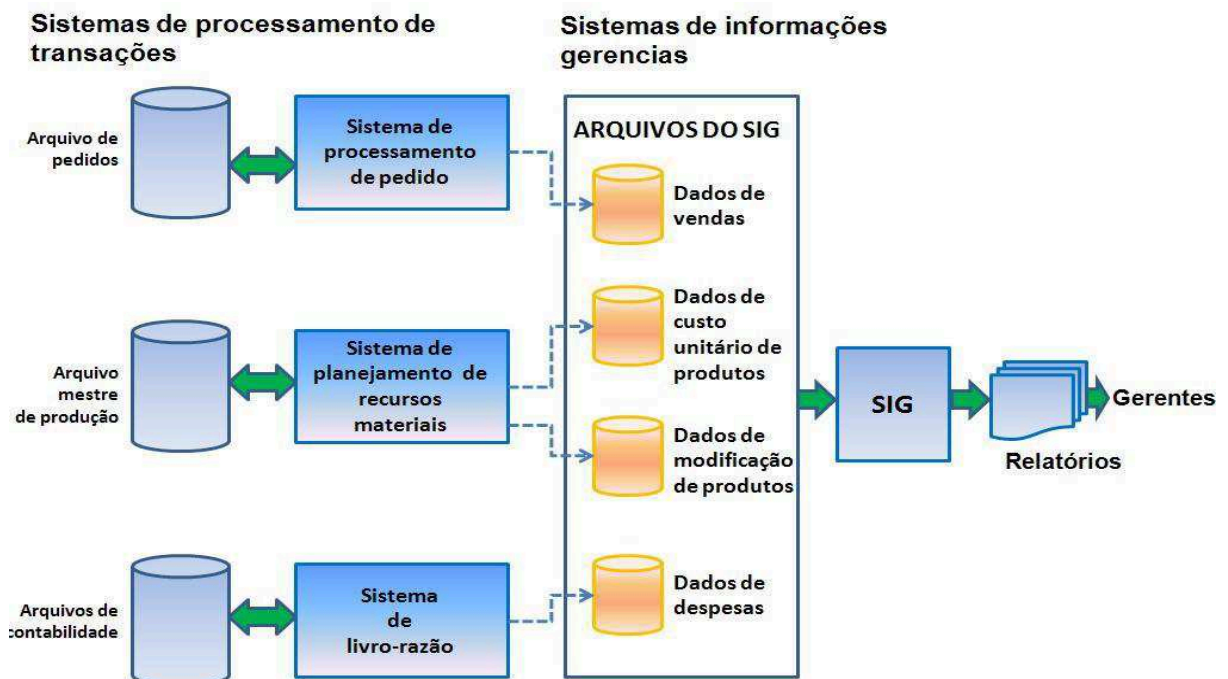 Sistemas de processamento de
transações
Sistemas de informações
gerencias
Arquivo de
pedidos
Sistema de
processamento
de pedido
ARQUIVOS DO SIG
Dados de
vendas
Arquivo
mestre
de produção
Sistema de
planejamento de
recursos
materiais
Dados de
custo
unitário de
produtos
Dados de
modificação
de produtos
SIG
Relatórios
Gerentes
Arquivos de
contabilidade
Sistema
de
livro-razão
Dados de
despesas